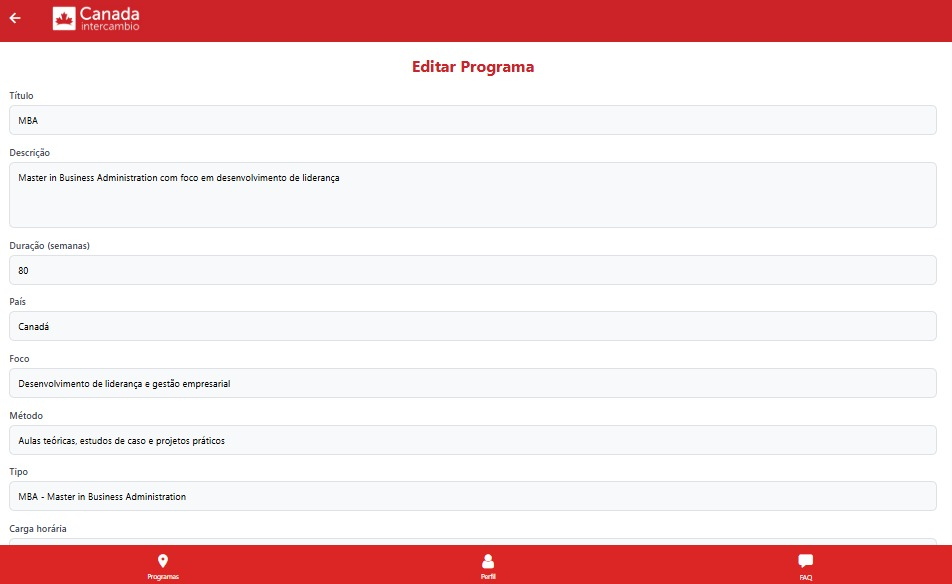 Canada
intercambio
Editar Programa
Título
MBA
Descrição
Master in Business Administration com foco em desenvolvimento de liderança
Duração (semanas)
80
País
Canadá
Foco
Desenvolvimento de liderança e gestão empresarial
Método
Aulas teóricas, estudos de caso e projetos práticos
Tipo
MBA - Master in Business Administration
Carga horária
Programas
Perfil
FAQ